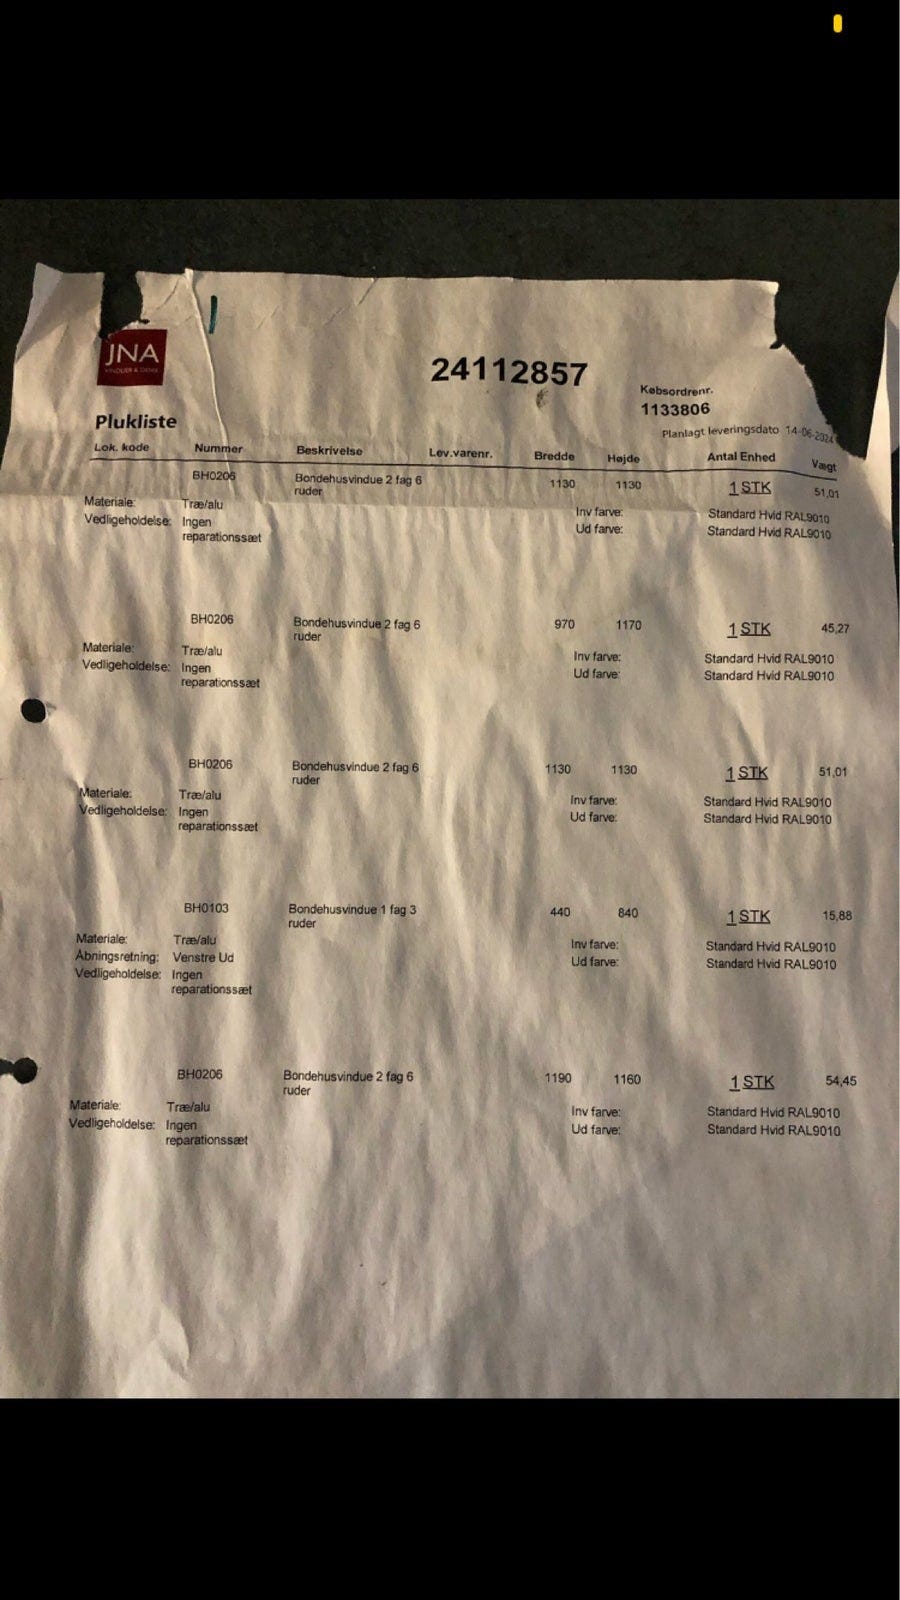 JNA
VINDUER & DØRE
24112857
Købsordrenr.
1133806
Plukliste
Planlagt leveringsdato 14-06-2024
Lok. kode Nummer Beskrivelse Lev.varenr. Bredde Højde Antal Enhed Vægt
BH0206 Bondehusvindue 2 fag 6 1130 1130 1 STK 51,01
ruder
Materiale: Træ/alu Inv farve: Standard Hvid RAL9010
Vedligeholdelse: Ingen Ud farve: Standard Hvid RAL9010
reparationssæt
BH0206 Bondehusvindue 2 fag 6 970 1170 1 STK 45,27
ruder
Materiale: Træ/alu Inv farve: Standard Hvid RAL9010
Vedligeholdelse: Ingen Ud farve: Standard Hvid RAL9010
reparationssæt
BH0206 Bondehusvindue 2 fag 6 1130 1130 1 STK 51,01
ruder
Materiale: Træ/alu Inv farve: Standard Hvid RAL9010
Vedligeholdelse: Ingen Ud farve: Standard Hvid RAL9010
reparationssæt
BH0103 Bondehusvindue 1 fag 3 440 840 1 STK 15,88
ruder
Materiale: Træ/alu Inv farve: Standard Hvid RAL9010
Åbningsretning: Venstre Ud Ud farve: Standard Hvid RAL9010
Vedligeholdelse: Ingen
reparationssæt
BH0206 Bondehusvindue 2 fag 6 1190 1160 1 STK 54,45
ruder
Materiale: Træ/alu Inv farve: Standard Hvid RAL9010
Vedligeholdelse: Ingen Ud farve: Standard Hvid RAL9010
reparationssæt